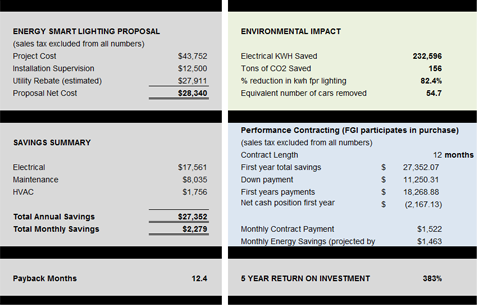 ENERGY SMART LIGHTING PROPOSAL
(sales tax excluded from all numbers)
Project Cost $43,752
Installation Supervision $12,500
Utility Rebate (estimated) $27,911
Proposal Net Cost $28,340
ENVIRONMENTAL IMPACT
Electrical KWH Saved 232,596
Tons of CO2 Saved 156
% reduction in kwh fpr lighting 82.4%
Equivalent number of cars removed 54.7
SAVINGS SUMMARY
Electrical $17,561
Maintenance $8,035
HVAC $1,756
Total Annual Savings $27,352
Total Monthly Savings $2,279
Performance Contracting (FGI participates in purchase)
(sales tax excluded from all numbers)
Contract Length 12 months
First year total savings $ 27,352.07
Down payment $ 11,250.31
First years payments $ 18,268.88
Net cash position first year $ (2,167.13)
Monthly Contract Payment $1,522
Monthly Energy Savings (projected by $1,463
Payback Months 12.4
5 YEAR RETURN ON INVESTMENT 383%